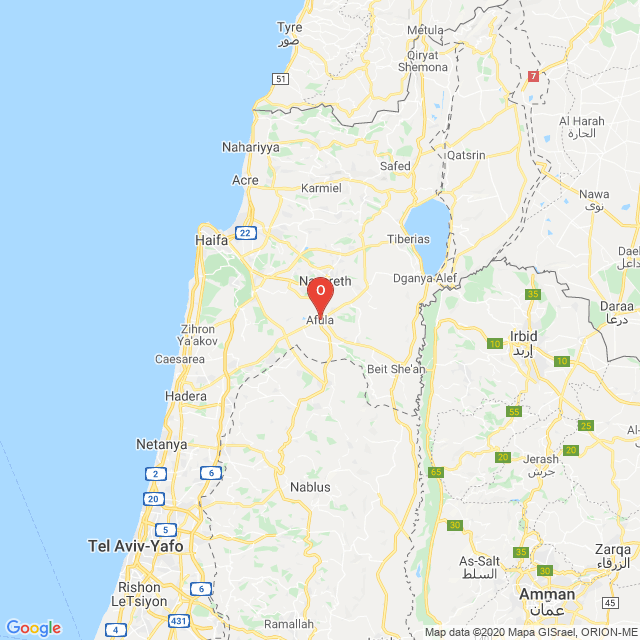 Tyre
صور
Metula
Qiryat
Shemona
51
7
Al Harah
الحارة
Nahariyya
Safed
Qatsrin
Acre
Karmiel
Nawa
نوى
22
Haifa
Tiberias
Nazareth
Dganya-Alef
Dael
داعل
O
35
Daraa
درعا
Afula
Zihron
Ya'akov
Irbid
إربد
10
Caesarea
10
Beit She'an
Hadera
55
25
Netanya
Al-
20
Jerash
جرش
2
6
65
Nablus
20
5
30
Tel Aviv-Yafo
35
Zarqa
الزرقاء
As-Salt
السلط
30
Rishon
LeTsiyon
6
Amman
عمان
45
431
Ramallah
4
Google
Map data ©2020 Mapa GISrael, ORION-ME